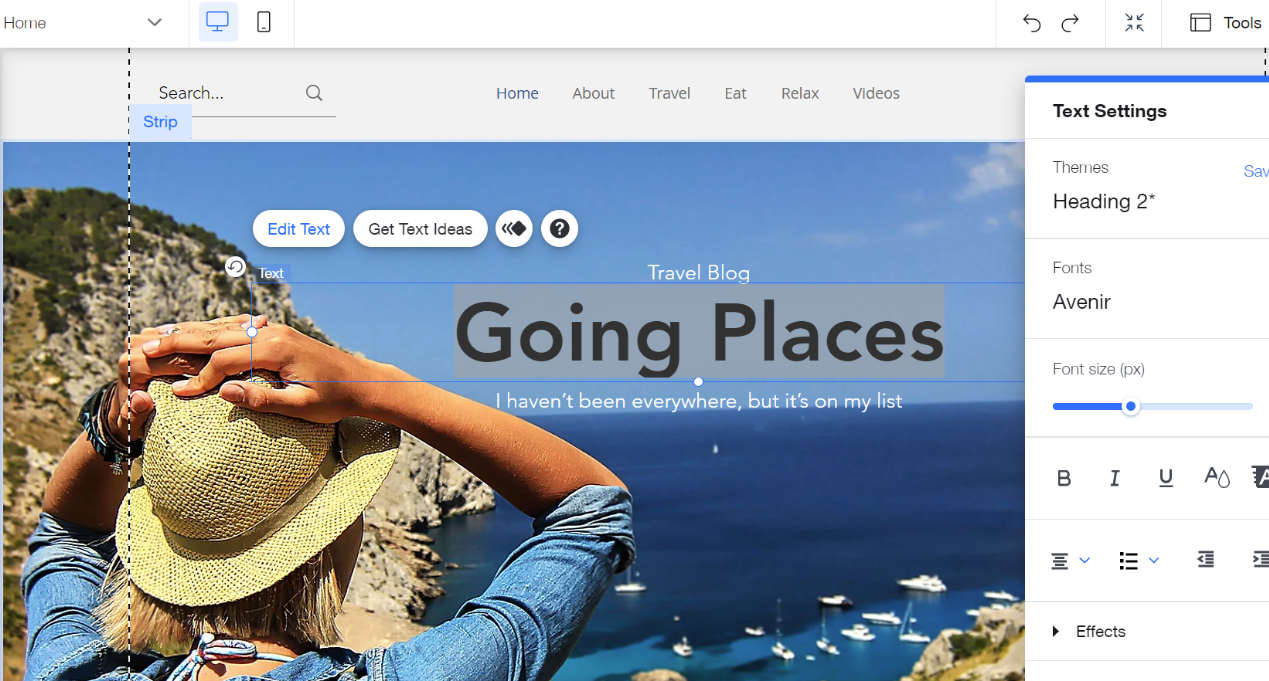 Home
Tools
Search...
Home About Travel Eat Relax Videos
Strip
Text Settings
Themes
Sav
Heading 2*
Edit Text
Get Text Ideas
?
Text
Travel Blog
Going Places
I haven't been everywhere, but it's on my list
Fonts
Avenir
Font size (px)
B I U A A
Effects